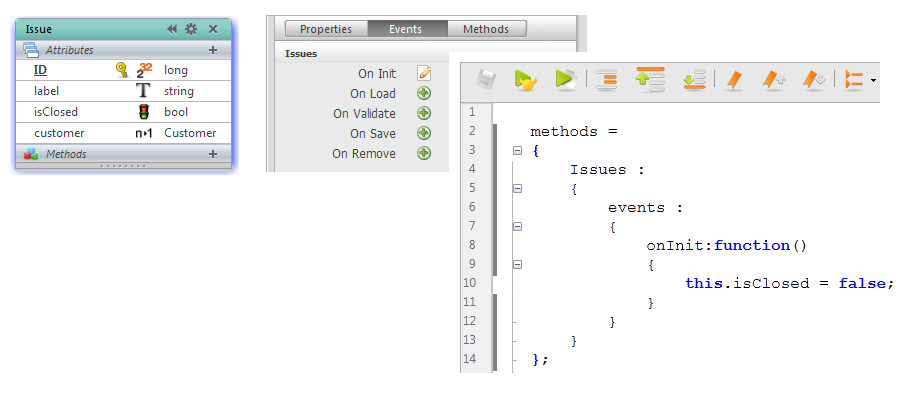 Issue
Attributes
ID 2 32 long
label T string
isClosed bool
customer n▸1 Customer
Methods
Properties Events Methods
Issues
On Init
On Load
On Validate
On Save
On Remove
1
2 methods =
3 {
4 Issues :
5 {
6 events :
7 {
8 onInit:function()
9 {
10 this.isClosed = false;
11 }
12 }
13 }
14 };